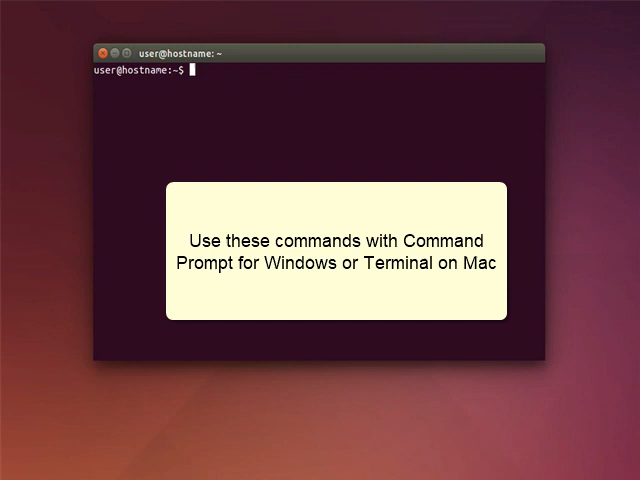 user@hostname: ~
user@hostname:~$
Use these commands with Command
Prompt for Windows or Terminal on Mac